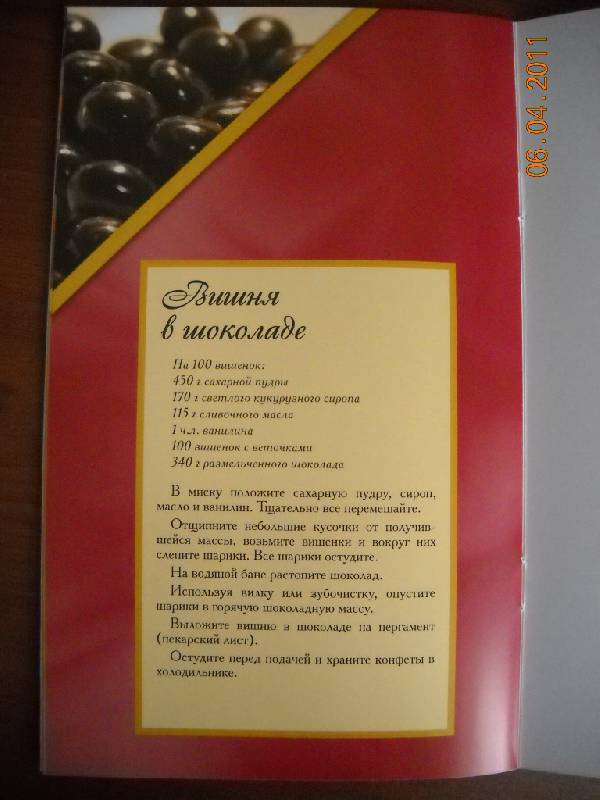 06.04.2011
Вишня
в шоколаде
На 100 вишенок:
450 г сахарной пудры
170 г светлого кукурузного сиропа
115 г сливочного масла
1 ч.л. ванилина
100 вишенок с веточками
340 г размельченного шоколада
В миску положите сахарную пудру, сироп,
масло и ванилин. Тщательно все перемешайте.
Отщипните небольшие кусочки от получив-
шейся массы, возьмите вишенки и вокруг них
слепите шарики. Все шарики остудите.
На водяной бане растопите шоколад.
Используя вилку или зубочистку, опустите
шарики в горячую шоколадную массу.
Выложите вишню в шоколаде на пергамент
(пекарский лист).
Остудите перед подачей и храните конфеты в
холодильнике.